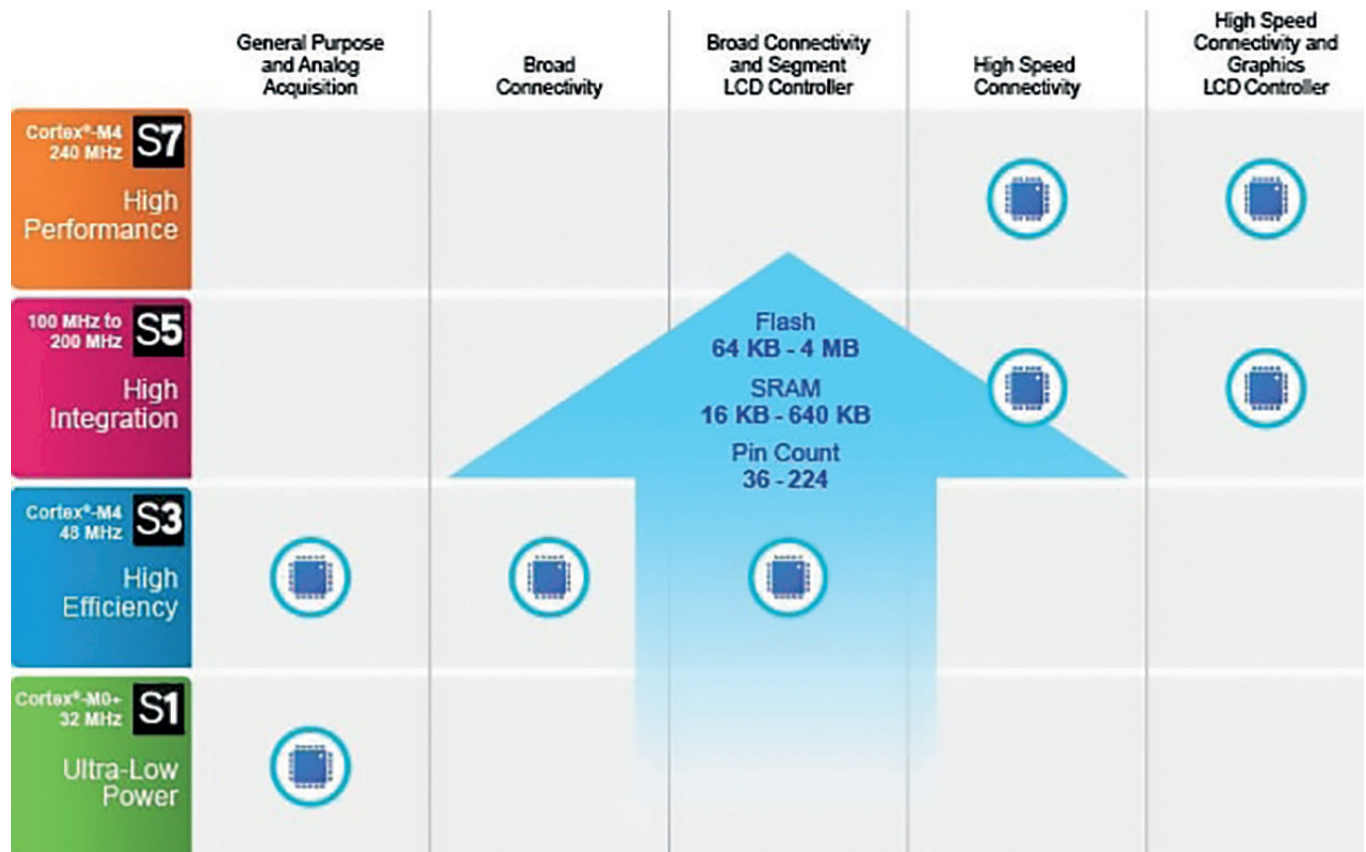 General Purpose
and Analog
Acquisition
Broad
Connectivity
Broad Connectivity
and Segment
LCD Controller
High Speed
Connectivity
High Speed
Connectivity and
Graphics
LCD Controller
Cortex®-M4
240 MHz
S7
High
Performance
100 MHz to
200 MHz
S5
High
Integration
Flash
64 KB - 4 MB
SRAM
16 KB - 640 KB
Pin Count
36 - 224
Cortex®-M4
48 MHz
S3
High
Efficiency
Cortex®-M0+
32 MHz
S1
Ultra-Low
Power